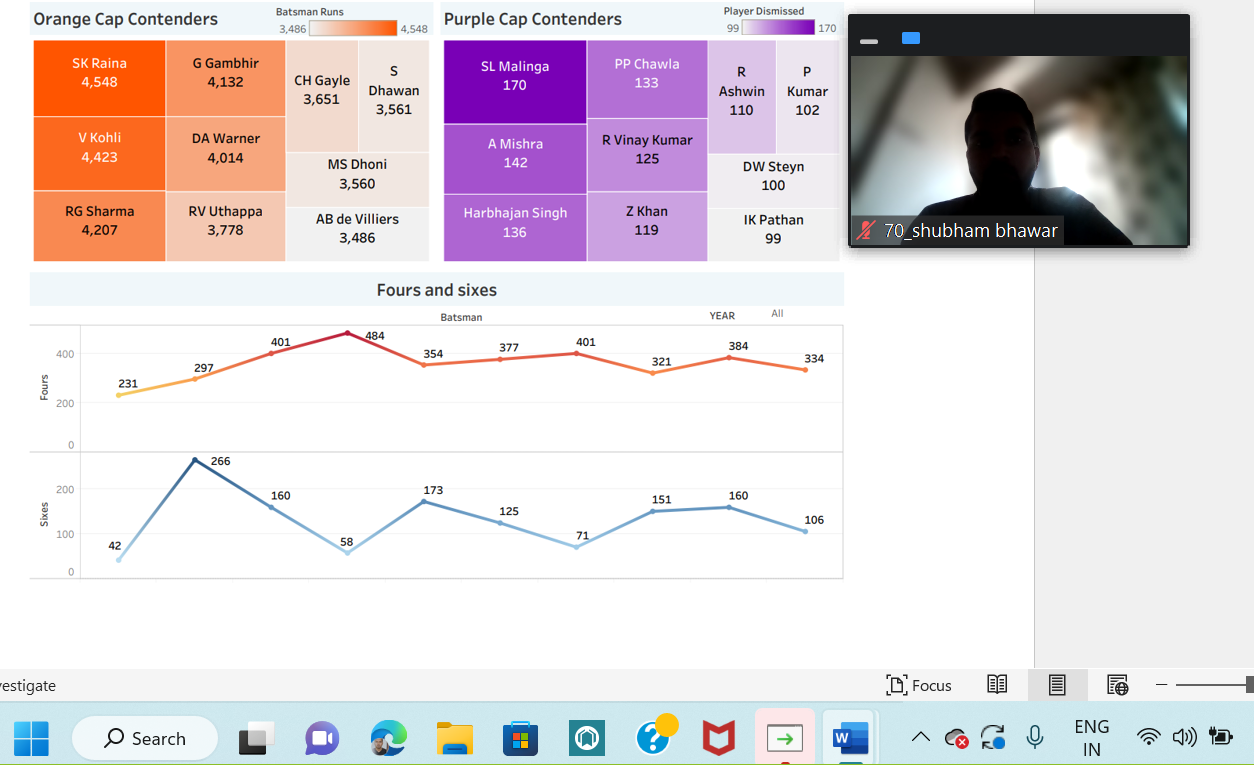 Orange Cap Contenders
Batsman Runs
3,486 4,548
Purple Cap Contenders
Player Dismissed
99 170
SK Raina
4,548
V Kohli
4,423
RG Sharma
4,207
G Gambhir
4,132
DA Warner
4,014
RV Uthappa
3,778
CH Gayle
3,651
S
Dhawan
3,561
MS Dhoni
3,560
AB de Villiers
3,486
SL Malinga
170
A Mishra
142
Harbhajan Singh
136
PP Chawla
133
R Vinay Kumar
125
Z Khan
119
R
Ashwin
110
P
Kumar
102
DW Steyn
100
IK Pathan
99
70_shubham bhawar
Fours and sixes
Batsman YEAR All
Fours
400
200
0
231 297 401 484 354 377 401 321 384 334
Sixes
200
100
0
42 266 160 58 173 125 71 151 160 106
vestigate
Focus
Search
W
ENG
IN